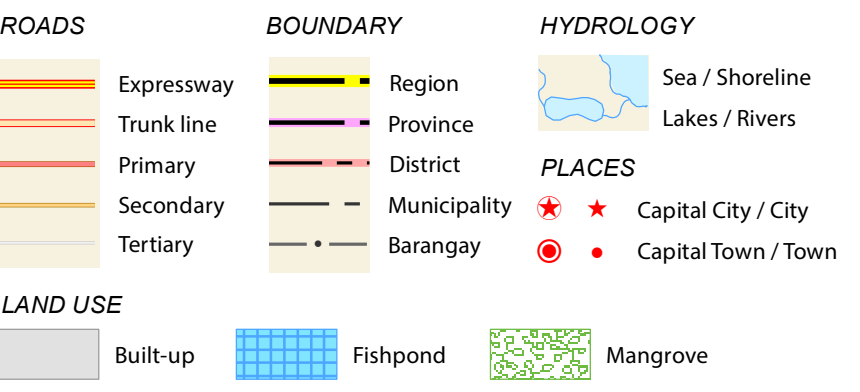 ROADS
Expressway
Trunk line
Primary
Secondary
Tertiary
BOUNDARY
Region
Province
District
Municipality
Barangay
HYDROLOGY
Sea / Shoreline
Lakes / Rivers
PLACES
Capital City / City
Capital Town / Town
LAND USE
Built-up
Fishpond
Mangrove